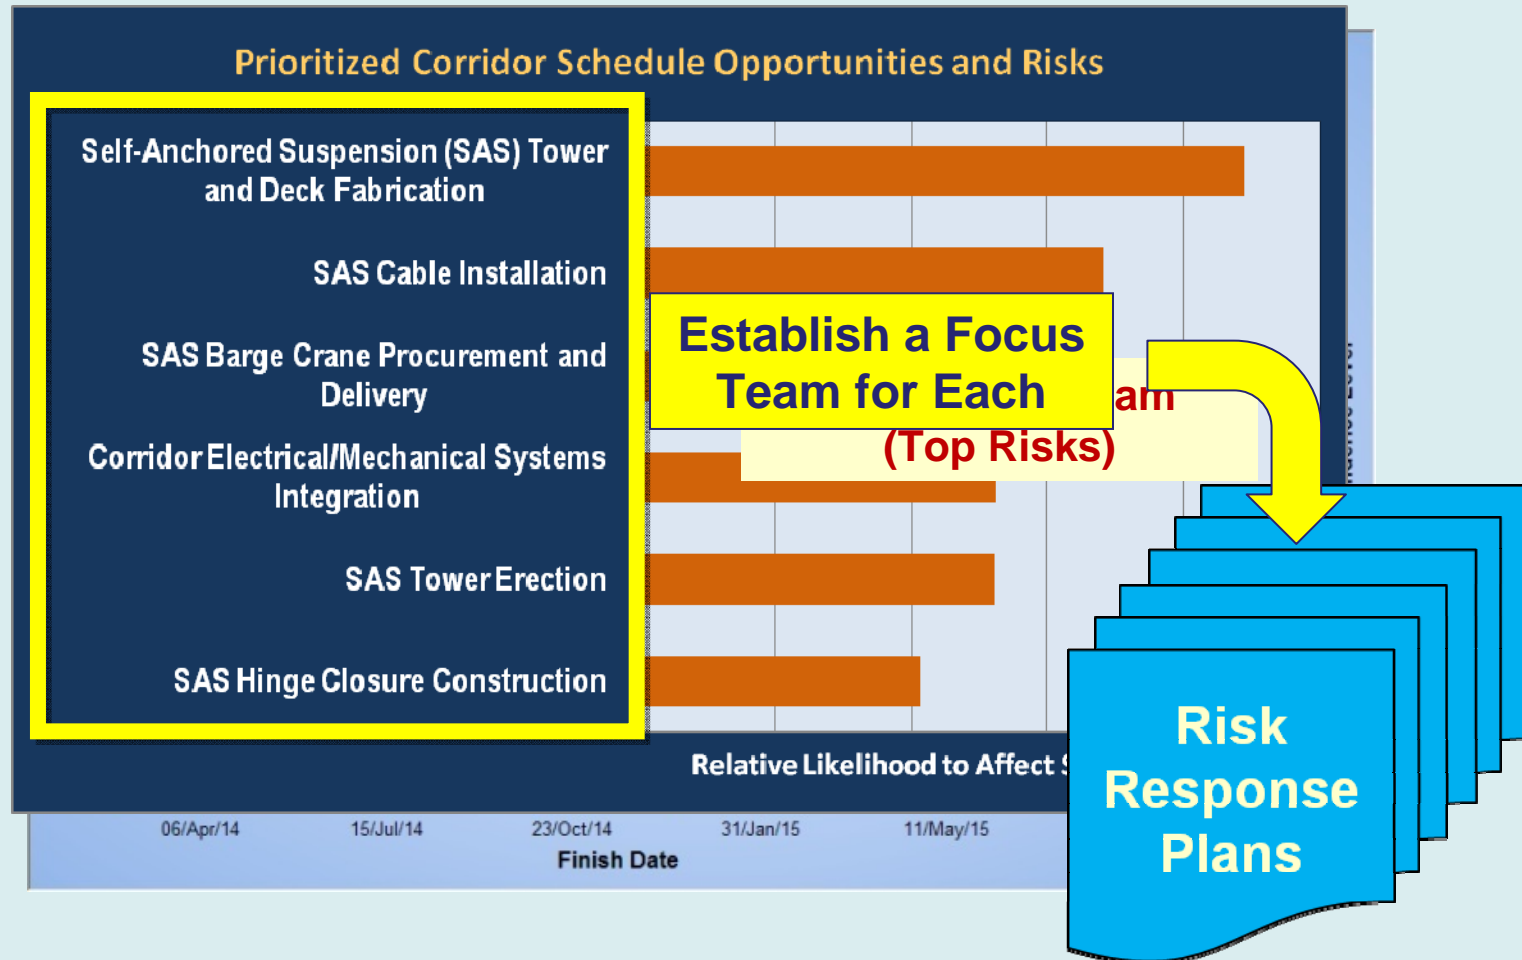 Prioritized Corridor Schedule Opportunities and Risks
Self-Anchored Suspension (SAS) Tower
and Deck Fabrication
SAS Cable Installation
SAS Barge Crane Procurement and
Delivery
Corridor Electrical/Mechanical Systems
Integration
SAS Tower Erection
SAS Hinge Closure Construction
Establish a Focus
Team for Each
am
(Top Risks)
Relative Likelihood to Affect S
06/Apr/14 15/Jul/14 23/Oct/14 31/Jan/15 11/May/15
Finish Date
Risk
Response
Plans